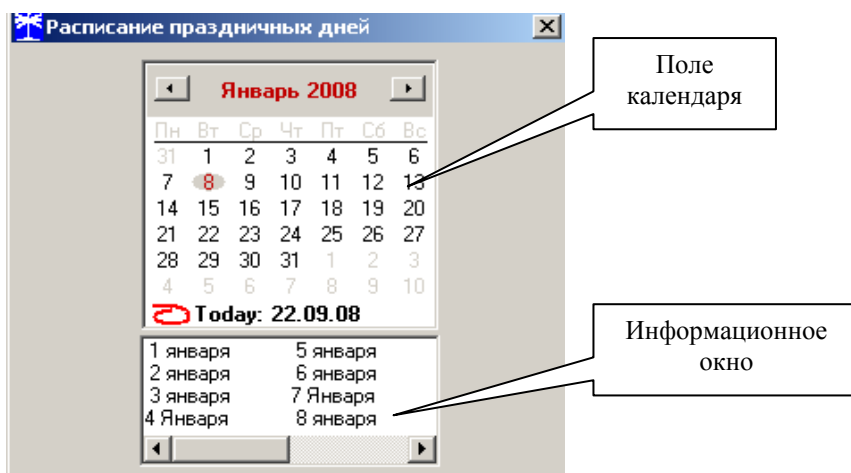 Расписание праздничных дней
Январь 2008
Пн Вт Ср Чт Пт Сб Вс
31 1 2 3 4 5 6
7 8 9 10 11 12 13
14 15 16 17 18 19 20
21 22 23 24 25 26 27
28 29 30 31 1 2 3
4 5 6 7 8 9 10
Today: 22.09.08
1 января 5 января
2 января 6 января
3 января 7 Января
4 Января 8 января
Поле
календаря
Информационное
окно